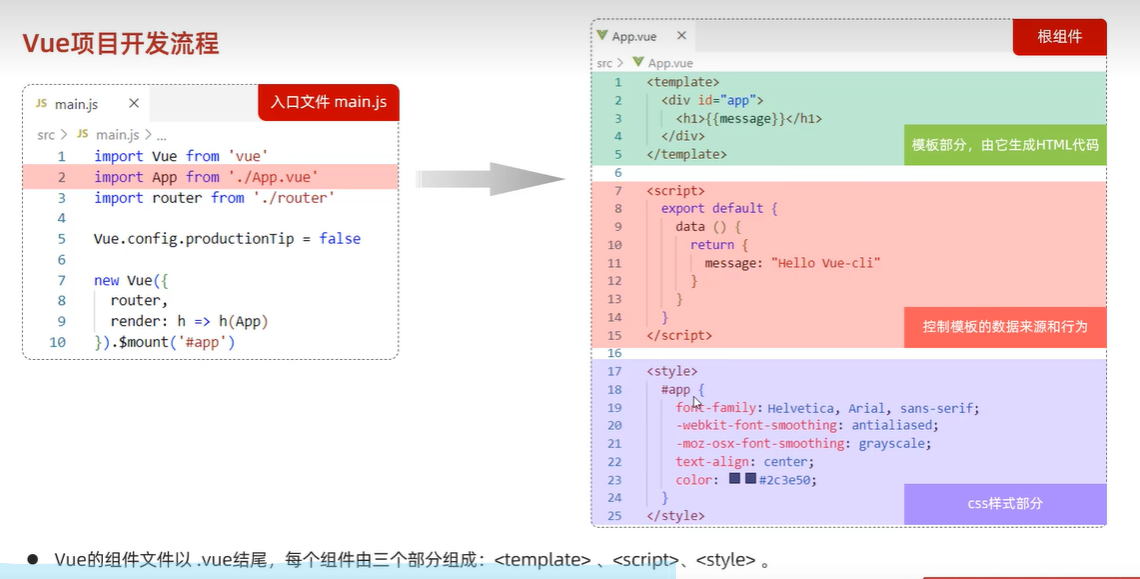 Vue项目开发流程
JS main.js ×
入口文件 main.js
src > JS main.js > ...
1 import Vue from 'vue'
2 import App from './App.vue'
3 import router from './router'
4
5 Vue.config.productionTip = false
6
7 new Vue({
8 router,
9 render: h => h(App)
10 }).$mount('#app')
App.vue ×
根组件
src > App.vue
1 <template>
2 <div id="app">
3 <h1>{{message}}</h1>
4 </div>
5 </template>
模板部分，由它生成HTML代码
6
7 <script>
8 export default {
9 data () {
10 return {
11 message: "Hello Vue-cli"
12 }
13 }
14 }
15 </script>
控制模板的数据来源和行为
16
17 <style>
18 #app {
19 font-family: Helvetica, Arial, sans-serif;
20 -webkit-font-smoothing: antialiased;
21 -moz-osx-font-smoothing: grayscale;
22 text-align: center;
23 color: #2c3e50;
24 }
25 </style>
css样式部分
● Vue的组件文件以 .vue结尾，每个组件由三个部分组成：<template> 、<script>、<style> 。